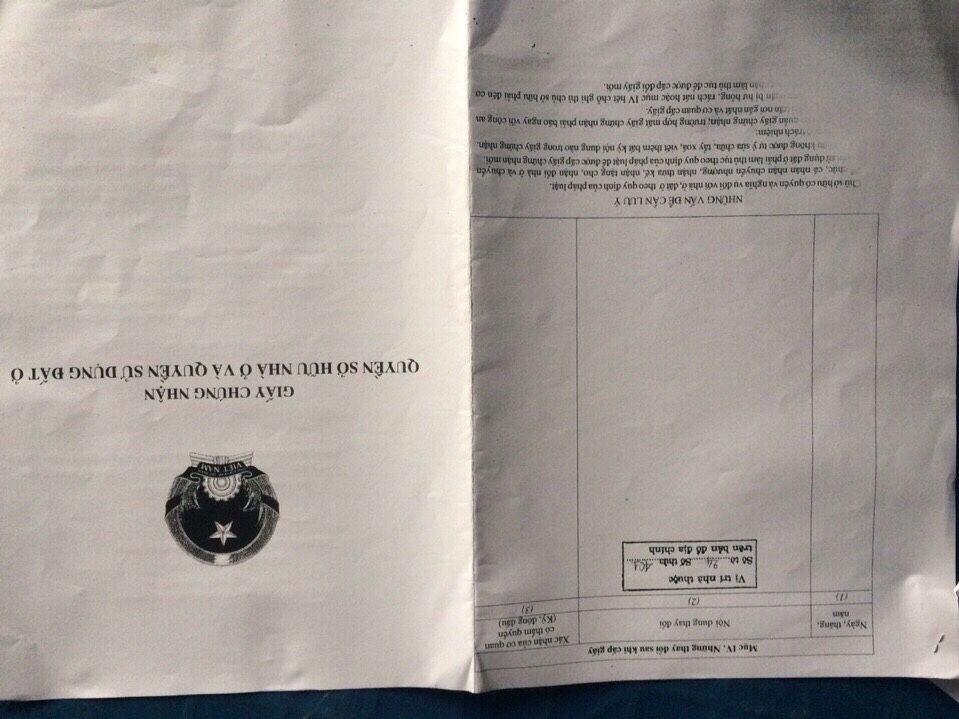 Mục IV. Những thay đổi sau khi cấp giấy
Ngày, tháng,
năm
Nội dung thay đổi
Xác nhận của cơ quan
có thẩm quyền
(Ký, đóng dấu)
(1)
(2)
(3)
Vị trí nhà thuộc
Số tờ Số thửa
trên bản đồ địa chính
NHỮNG VẤN ĐỀ CẦN LƯU Ý
Chủ sở hữu có quyền và nghĩa vụ đối với nhà ở, đất ở theo quy định của pháp luật.
chức, cá nhân nhận chuyển nhượng, nhận thừa kế, nhận tặng cho, nhận đổi nhà ở và chuyển
sử dụng đất ở phải làm thủ tục theo quy định của pháp luật để được cấp giấy chứng nhận mới.
không được tự ý sửa chữa, tẩy xoá, viết thêm bất kỳ nội dung nào trong giấy chứng nhận.
trách nhiệm:
quản giấy chứng nhận; trường hợp mất giấy chứng nhận phải báo ngay với công an
nơi gần nhất và cơ quan cấp giấy.
bị hư hỏng, rách nát hoặc mục IV hết chỗ ghi thì chủ sở hữu phải đến cơ
làm thủ tục để được cấp đổi giấy mới.
VIỆT NAM
GIẤY CHỨNG NHẬN
QUYỀN SỞ HỮU NHÀ Ở VÀ QUYỀN SỬ DỤNG ĐẤT Ở